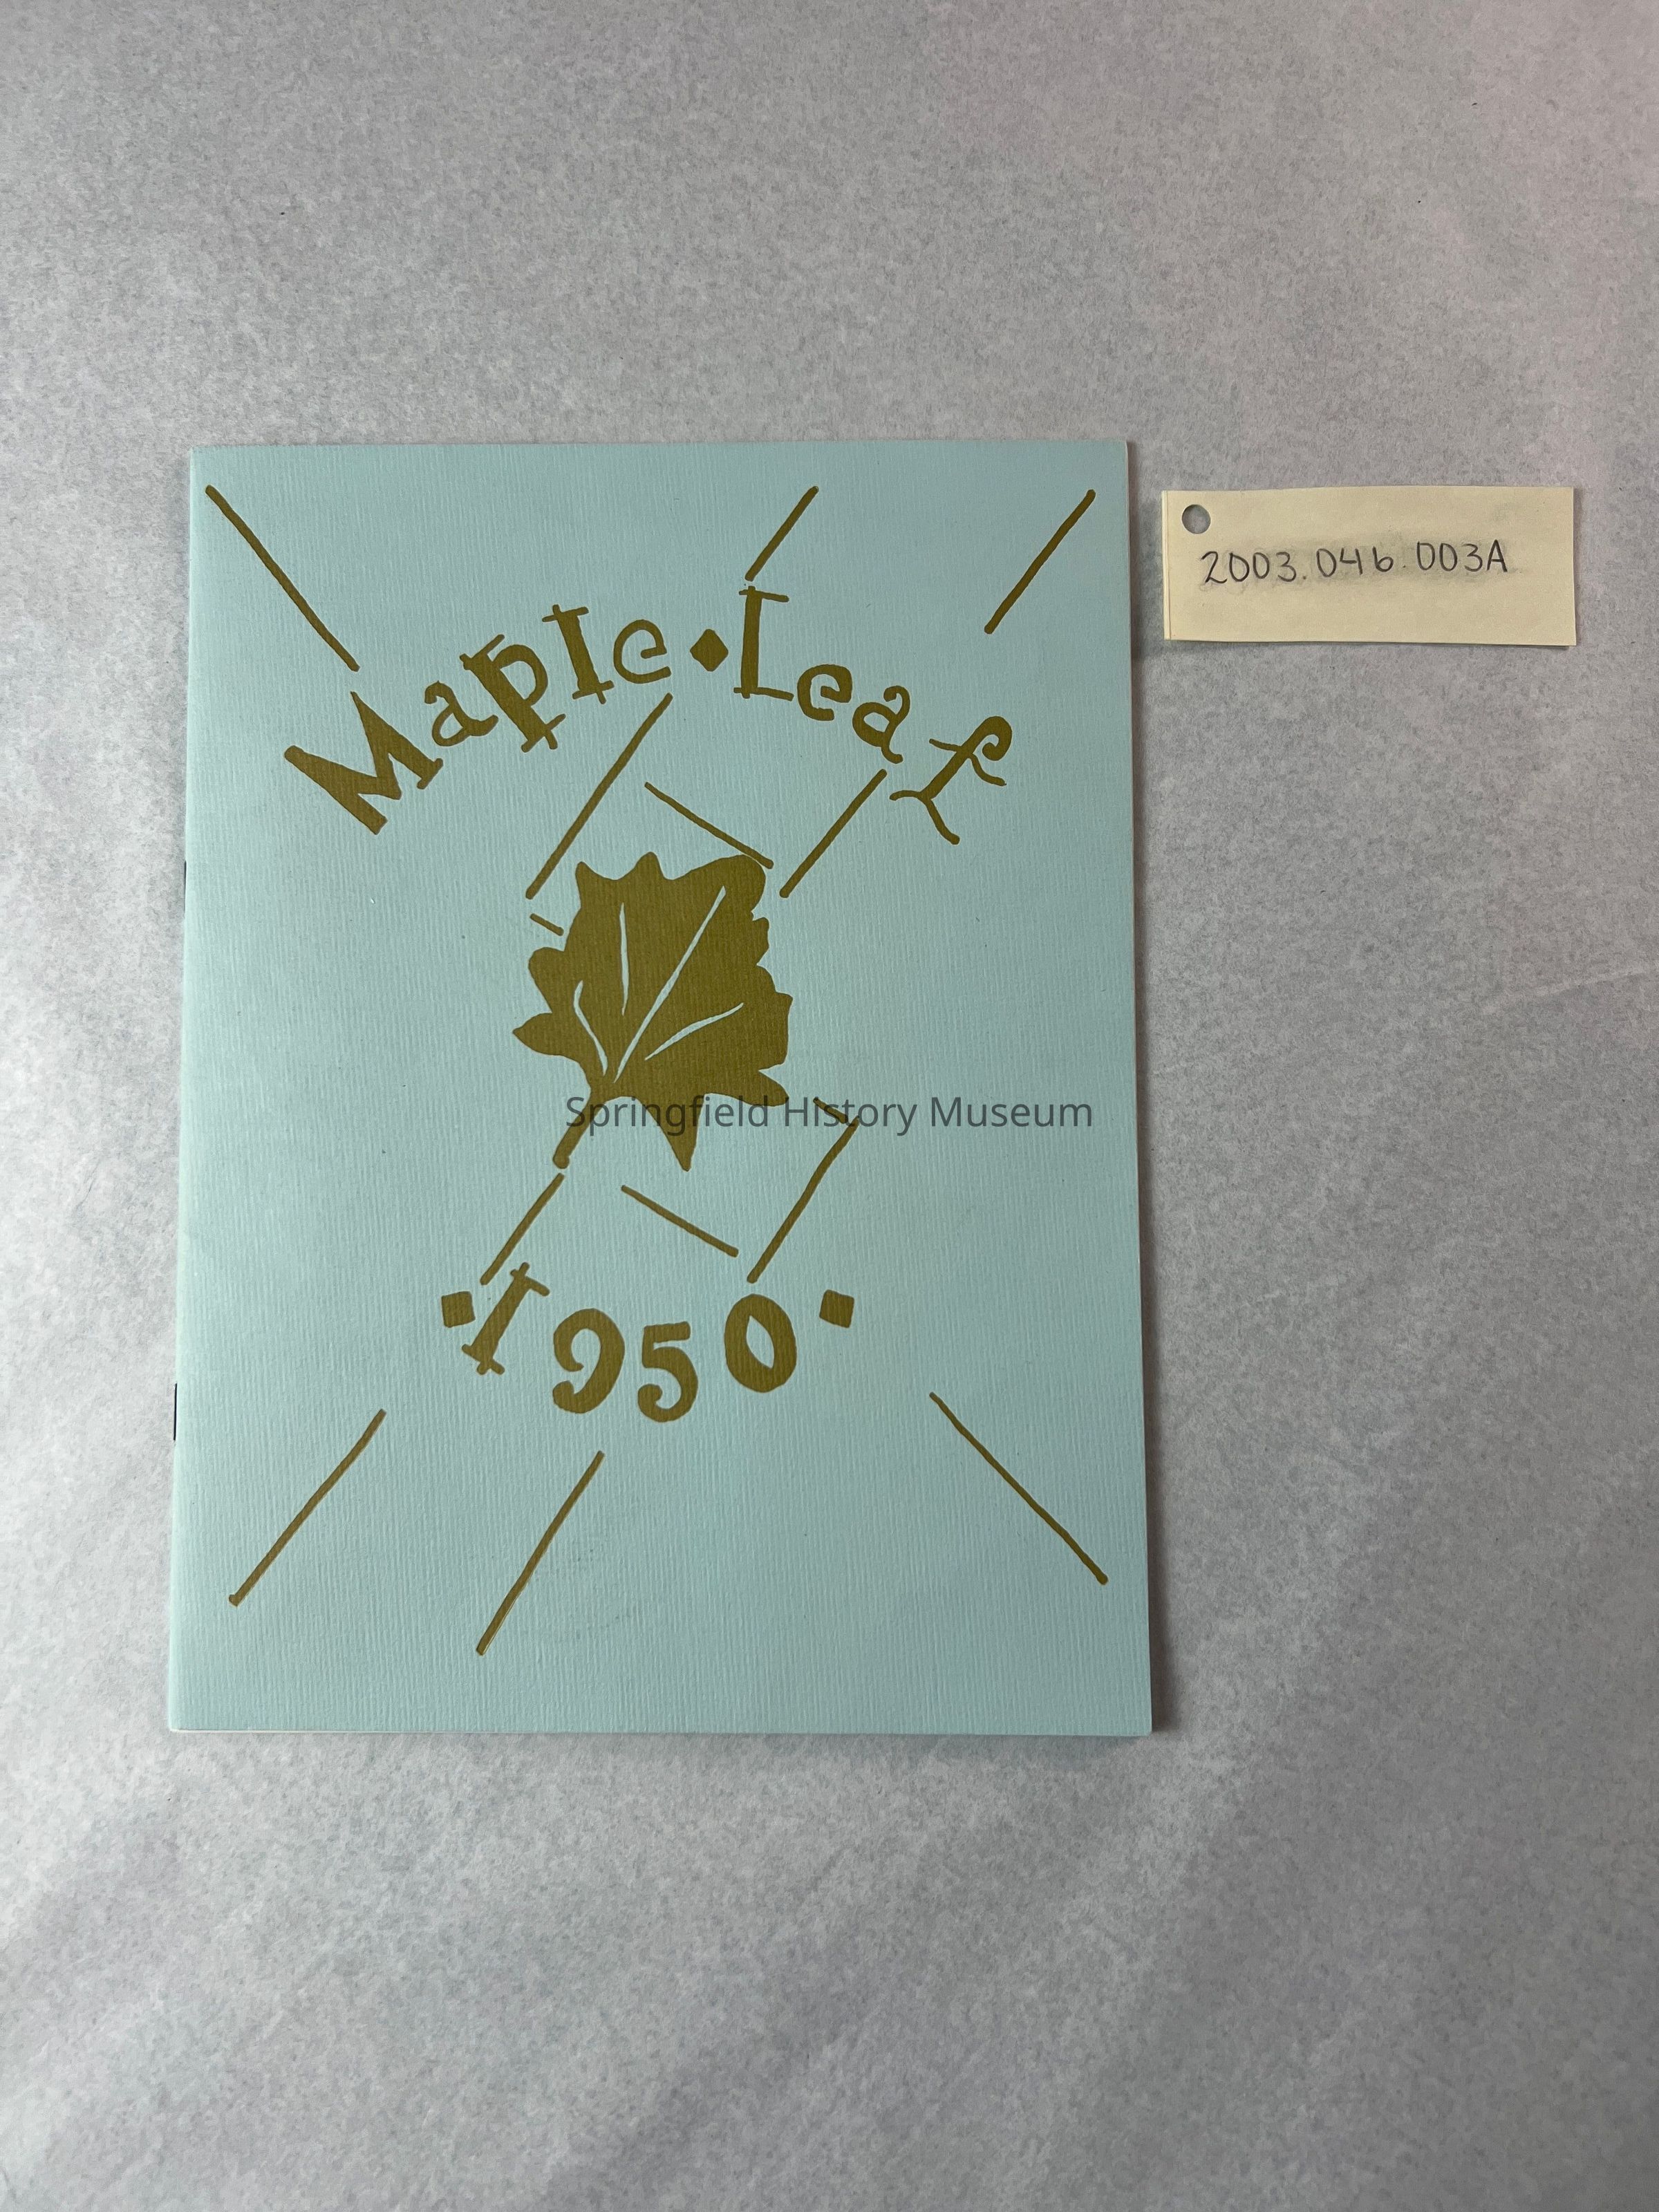 Maple Leaf
2003.046.003A
Springfield History Museum
1950